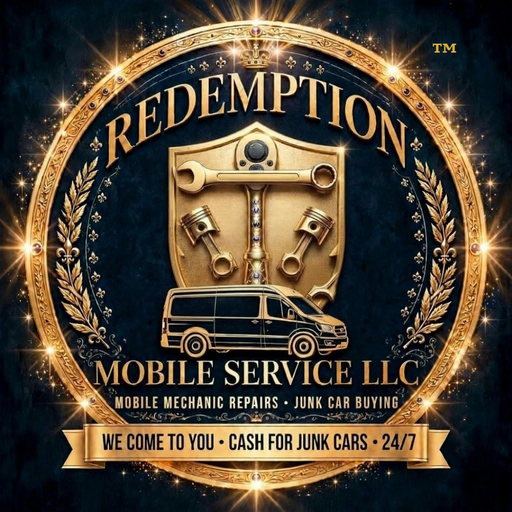 TM
REDEMPTION
MOBILE SERVICE LLC
MOBILE MECHANIC REPAIRS • JUNK CAR BUYING
WE COME TO YOU • CASH FOR JUNK CARS • 24/7